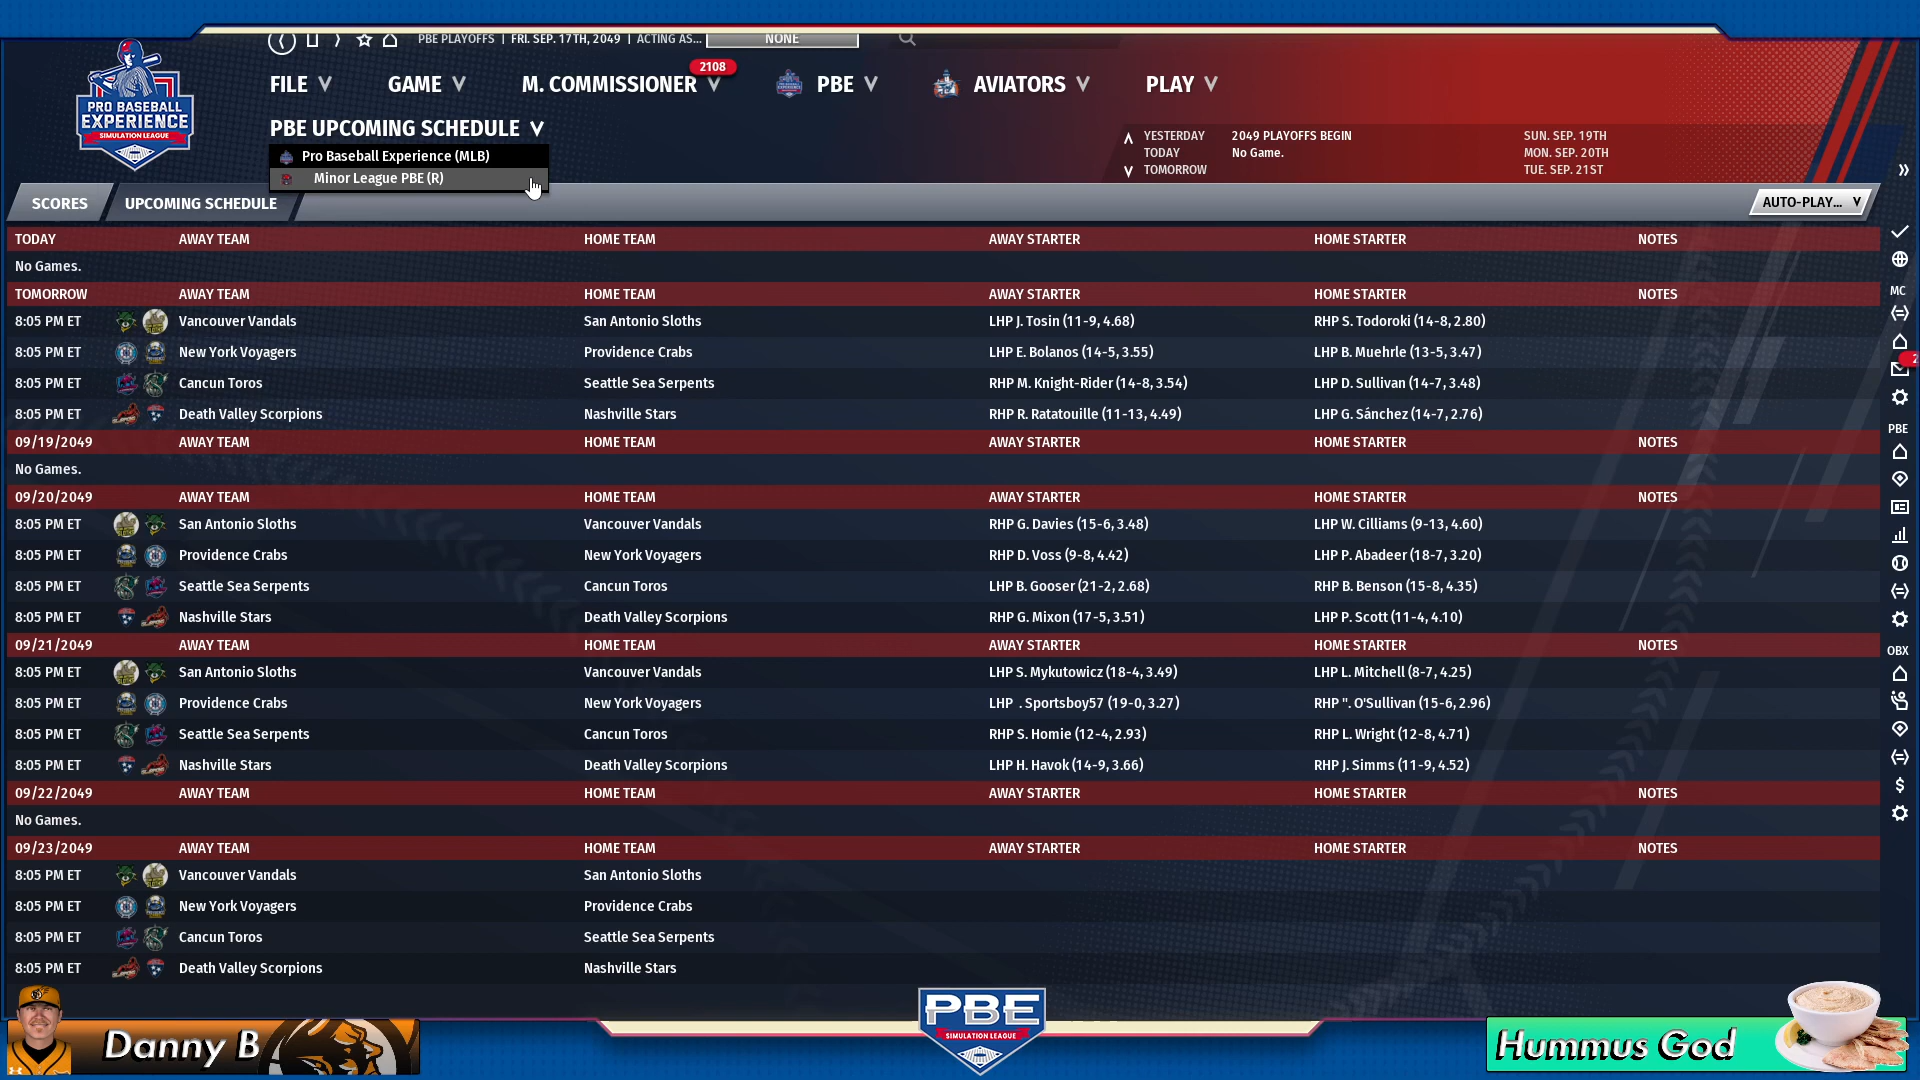 PBE PLAYOFFS | FRI. SEP. 17TH, 2049 | ACTING AS... NONE
PRO BASEBALL EXPERIENCE SIMULATION LEAGUE
FILE GAME M. COMMISSIONER 2108 PBE AVIATORS PLAY
PBE UPCOMING SCHEDULE
Pro Baseball Experience (MLB)
Minor League PBE (R)
YESTERDAY 2049 PLAYOFFS BEGIN SUN. SEP. 19TH
TODAY No Game. MON. SEP. 20TH
TOMORROW TUE. SEP. 21ST
SCORES UPCOMING SCHEDULE AUTO-PLAY...
TODAY AWAY TEAM HOME TEAM AWAY STARTER HOME STARTER NOTES
No Games.
TOMORROW AWAY TEAM HOME TEAM AWAY STARTER HOME STARTER NOTES
8:05 PM ET Vancouver Vandals San Antonio Sloths LHP J. Tosin (11-9, 4.68) RHP S. Todoroki (14-8, 2.80)
8:05 PM ET New York Voyagers Providence Crabs LHP E. Bolanos (14-5, 3.55) LHP B. Muehrle (13-5, 3.47)
8:05 PM ET Cancun Toros Seattle Sea Serpents RHP M. Knight-Rider (14-8, 3.54) LHP D. Sullivan (14-7, 3.48)
8:05 PM ET Death Valley Scorpions Nashville Stars RHP R. Ratatouille (11-13, 4.49) LHP G. Sánchez (14-7, 2.76)
09/19/2049 AWAY TEAM HOME TEAM AWAY STARTER HOME STARTER NOTES
No Games.
09/20/2049 AWAY TEAM HOME TEAM AWAY STARTER HOME STARTER NOTES
8:05 PM ET San Antonio Sloths Vancouver Vandals RHP G. Davies (15-6, 3.48) LHP W. Cilliams (9-13, 4.60)
8:05 PM ET Providence Crabs New York Voyagers RHP D. Voss (9-8, 4.42) LHP P. Abadeer (18-7, 3.20)
8:05 PM ET Seattle Sea Serpents Cancun Toros LHP B. Gooser (21-2, 2.68) RHP B. Benson (15-8, 4.35)
8:05 PM ET Nashville Stars Death Valley Scorpions RHP G. Mixon (17-5, 3.51) LHP P. Scott (11-4, 4.10)
09/21/2049 AWAY TEAM HOME TEAM AWAY STARTER HOME STARTER NOTES
8:05 PM ET San Antonio Sloths Vancouver Vandals LHP S. Mykutowicz (18-4, 3.49) LHP L. Mitchell (8-7, 4.25)
8:05 PM ET Providence Crabs New York Voyagers LHP . Sportsboy57 (19-0, 3.27) RHP ". O'Sullivan (15-6, 2.96)
8:05 PM ET Seattle Sea Serpents Cancun Toros RHP S. Homie (12-4, 2.93) RHP L. Wright (12-8, 4.71)
8:05 PM ET Nashville Stars Death Valley Scorpions LHP H. Havok (14-9, 3.66) RHP J. Simms (11-9, 4.52)
09/22/2049 AWAY TEAM HOME TEAM AWAY STARTER HOME STARTER NOTES
No Games.
09/23/2049 AWAY TEAM HOME TEAM AWAY STARTER HOME STARTER NOTES
8:05 PM ET Vancouver Vandals San Antonio Sloths
8:05 PM ET New York Voyagers Providence Crabs
8:05 PM ET Cancun Toros Seattle Sea Serpents
8:05 PM ET Death Valley Scorpions Nashville Stars
MC
2
PBE
OBX
$
Danny B
PBE
SIMULATION LEAGUE
Hummus God